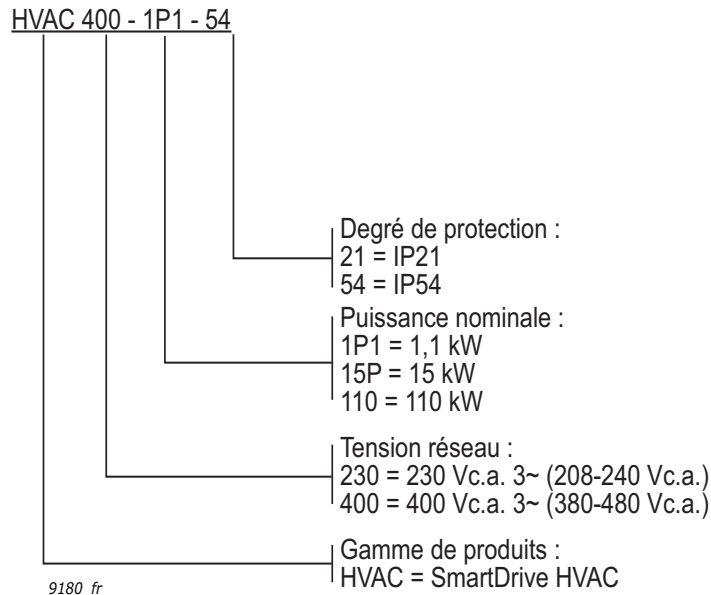 HVAC 400 - 1P1 - 54
Degré de protection :
21 = IP21
54 = IP54
Puissance nominale :
1P1 = 1,1 kW
15P = 15 kW
110 = 110 kW
Tension réseau :
230 = 230 Vc.a. 3~ (208-240 Vc.a.)
400 = 400 Vc.a. 3~ (380-480 Vc.a.)
Gamme de produits :
HVAC = SmartDrive HVAC
9180_fr